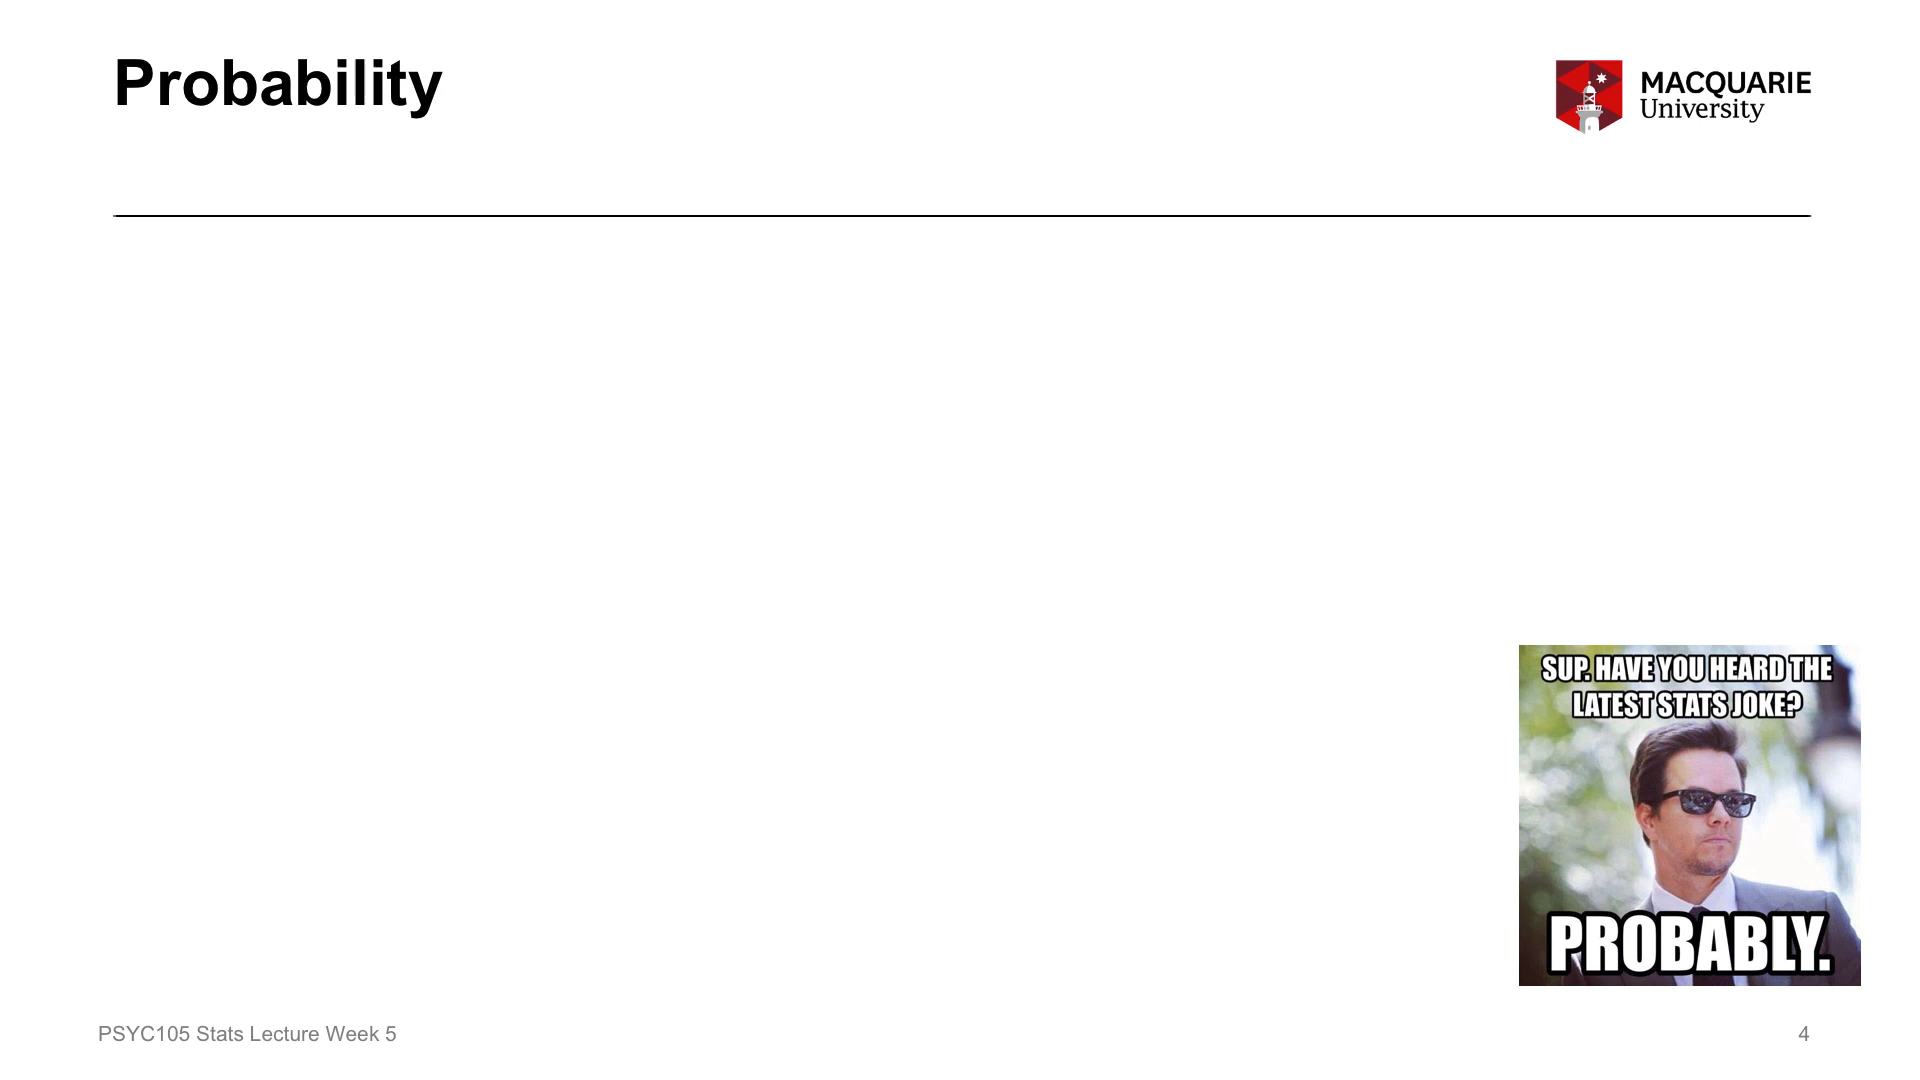 Probability
MACQUARIE
University
SUP. HAVE YOU HEARD THE
LATEST STATS JOKE?
PROBABLY.
PSYC105 Stats Lecture Week 5
4